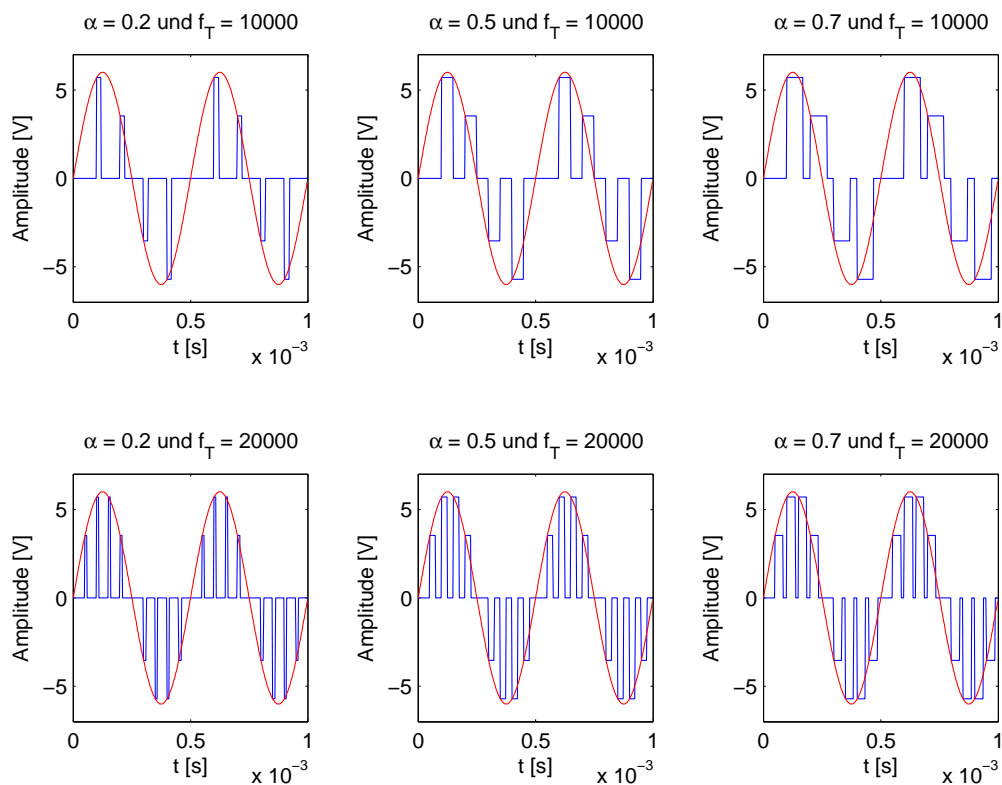 α = 0.2 und f_T = 10000
Amplitude [V]
5
0
−5
0
0.5
1
t [s]
x 10⁻³
α = 0.5 und f_T = 10000
Amplitude [V]
5
0
−5
0
0.5
1
t [s]
x 10⁻³
α = 0.7 und f_T = 10000
Amplitude [V]
5
0
−5
0
0.5
1
t [s]
x 10⁻³
α = 0.2 und f_T = 20000
Amplitude [V]
5
0
−5
0
0.5
1
t [s]
x 10⁻³
α = 0.5 und f_T = 20000
Amplitude [V]
5
0
−5
0
0.5
1
t [s]
x 10⁻³
α = 0.7 und f_T = 20000
Amplitude [V]
5
0
−5
0
0.5
1
t [s]
x 10⁻³